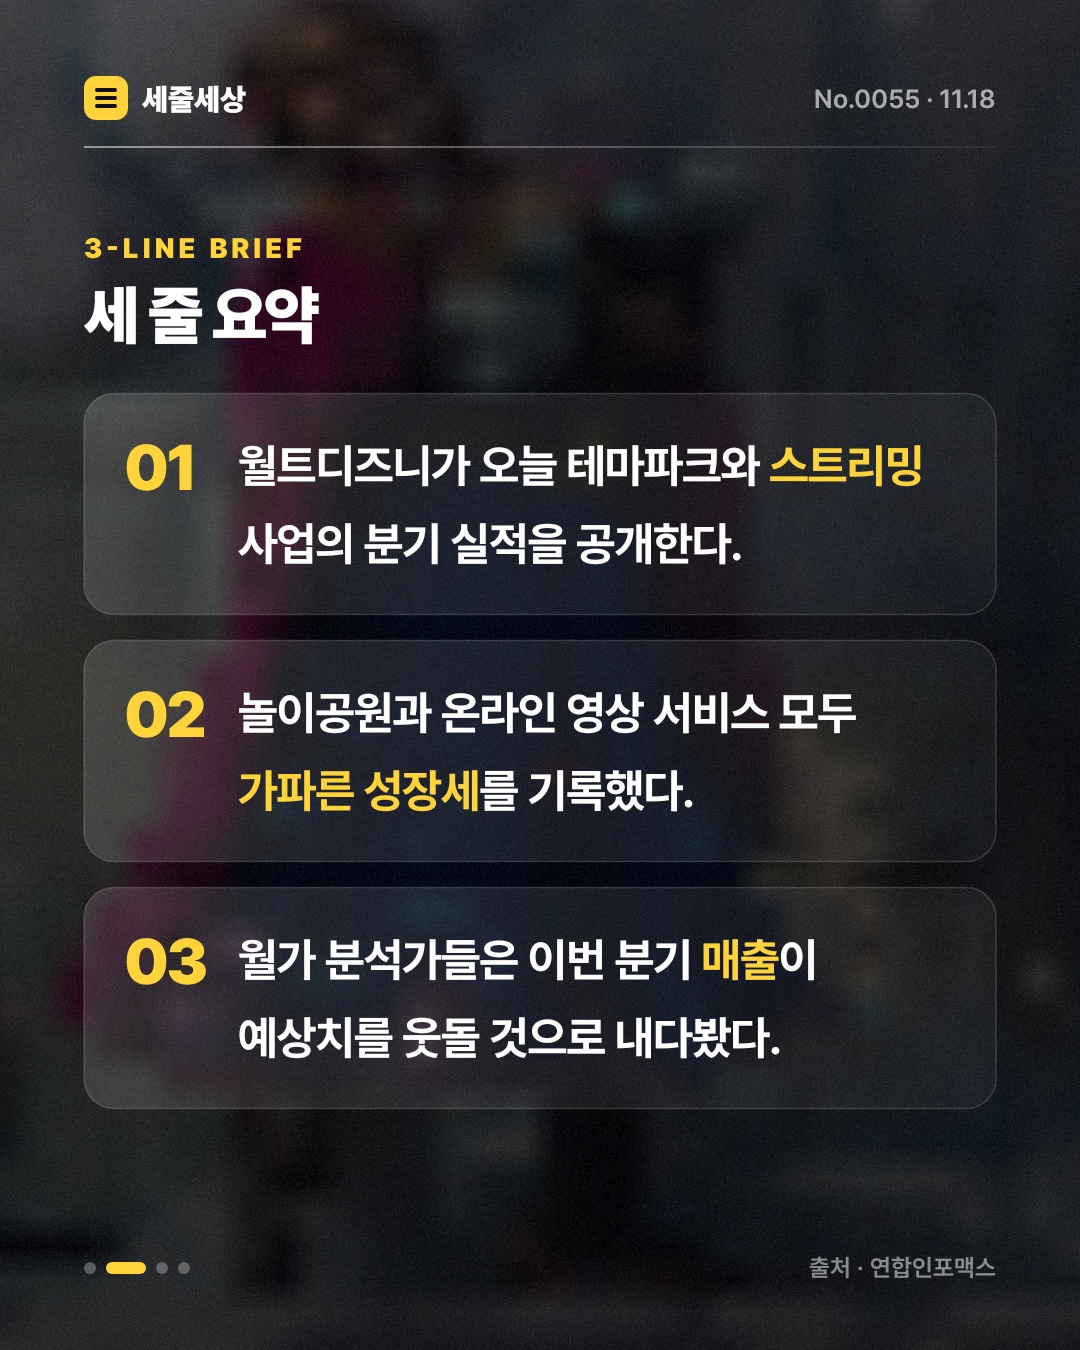 세줄세상
No.0055 · 11.18
3-LINE BRIEF
세 줄 요약
01
월트디즈니가 오늘 테마파크와 스트리밍
사업의 분기 실적을 공개한다.
02
놀이공원과 온라인 영상 서비스 모두
가파른 성장세를 기록했다.
03
월가 분석가들은 이번 분기 매출이
예상치를 웃돌 것으로 내다봤다.
출처 · 연합인포맥스